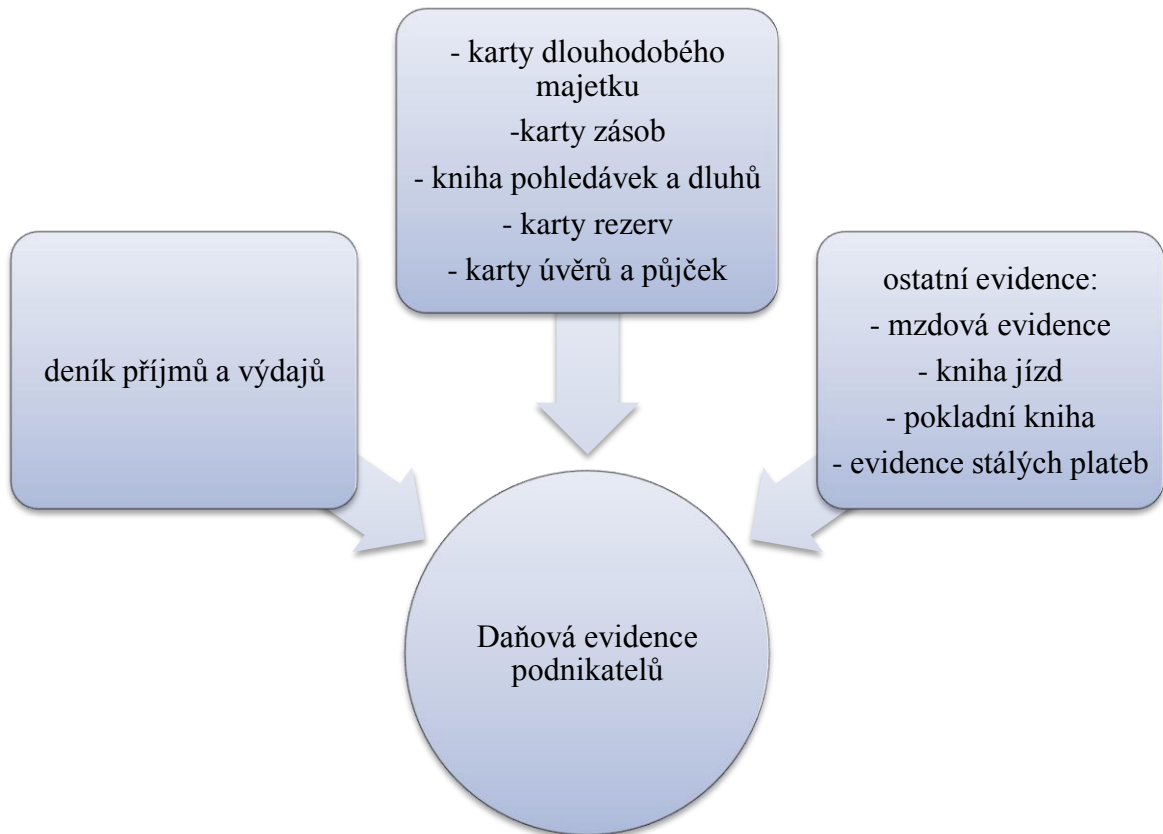 - karty dlouhodobého
majetku
-karty zásob
- kniha pohledávek a dluhů
- karty rezerv
- karty úvěrů a půjček
deník příjmů a výdajů
ostatní evidence:
- mzdová evidence
- kniha jízd
- pokladní kniha
- evidence stálých plateb
Daňová evidence
podnikatelů